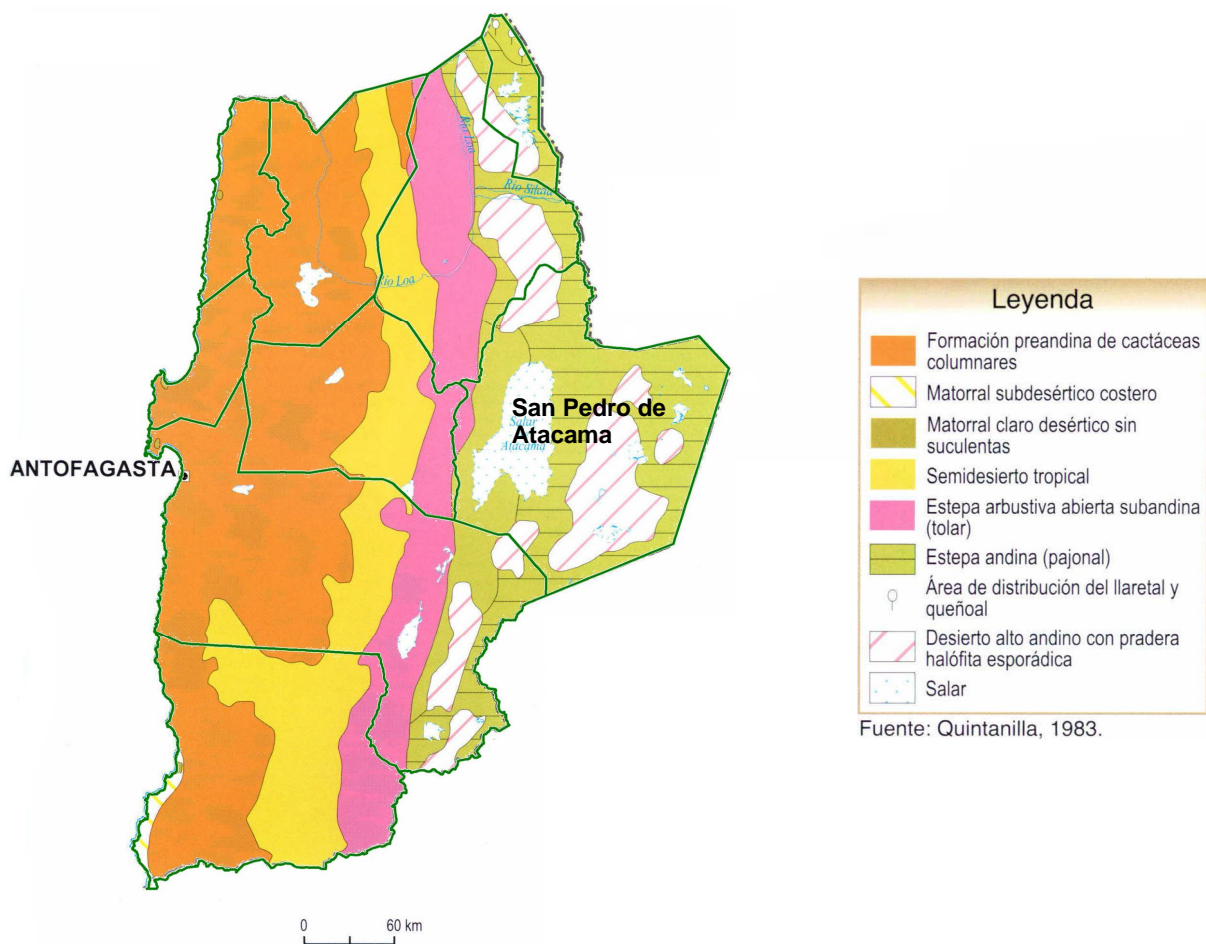 Río Loa
Río Silala
Río Loa
San Pedro de
Atacama
Salar
Atacama
ANTOFAGASTA
0 60 km
Leyenda
Formación preandina de cactáceas
columnares
Matorral subdesértico costero
Matorral claro desértico sin
suculentas
Semidesierto tropical
Estepa arbustiva abierta subandina
(tolar)
Estepa andina (pajonal)
Área de distribución del llaretal y
queñoal
Desierto alto andino con pradera
halófita esporádica
Salar
Fuente: Quintanilla, 1983.